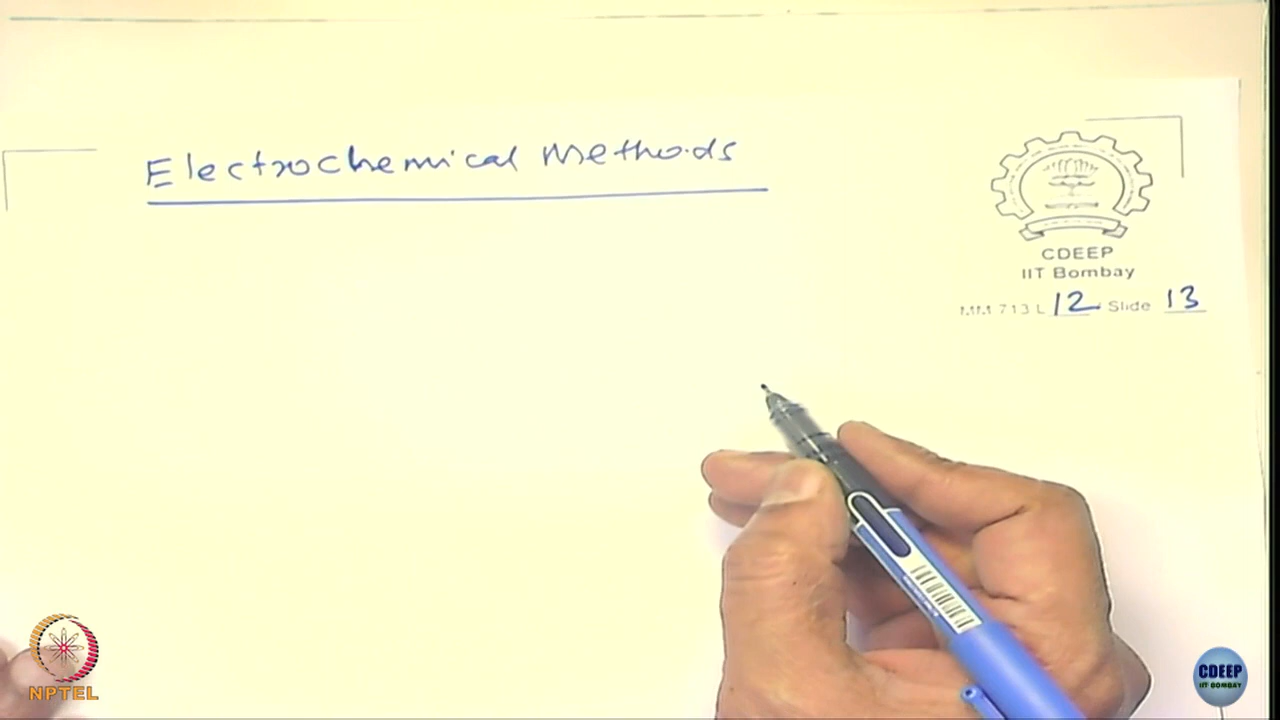 Electrochemical Methods
CDEEP
IIT Bombay
MM 713 L 12 Slide 13
NPTEL
CDEEP
IIT BOMBAY